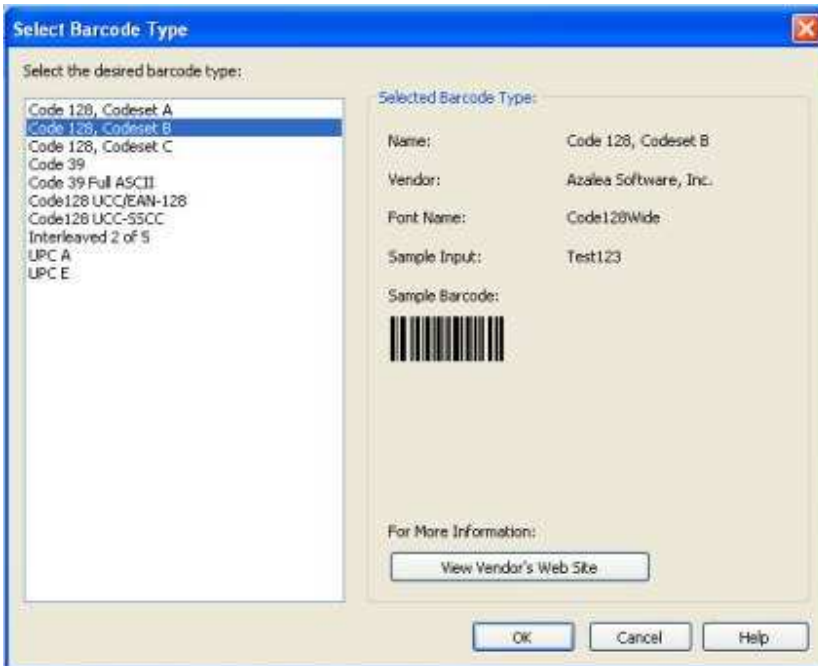 Select Barcode Type
Select the desired barcode type:
Code 128, Codeset A
Code 128, Codeset B
Code 128, Codeset C
Code 39
Code 39 Full ASCII
Code128 UCC/EAN-128
Code128 UCC-SSCC
Interleaved 2 of 5
UPC A
UPC E
Selected Barcode Type:
Name: Code 128, Codeset B
Vendor: Azalea Software, Inc.
Font Name: Code128Wide
Sample Input: Test123
Sample Barcode:
For More Information:
View Vendor's Web Site
OK Cancel Help